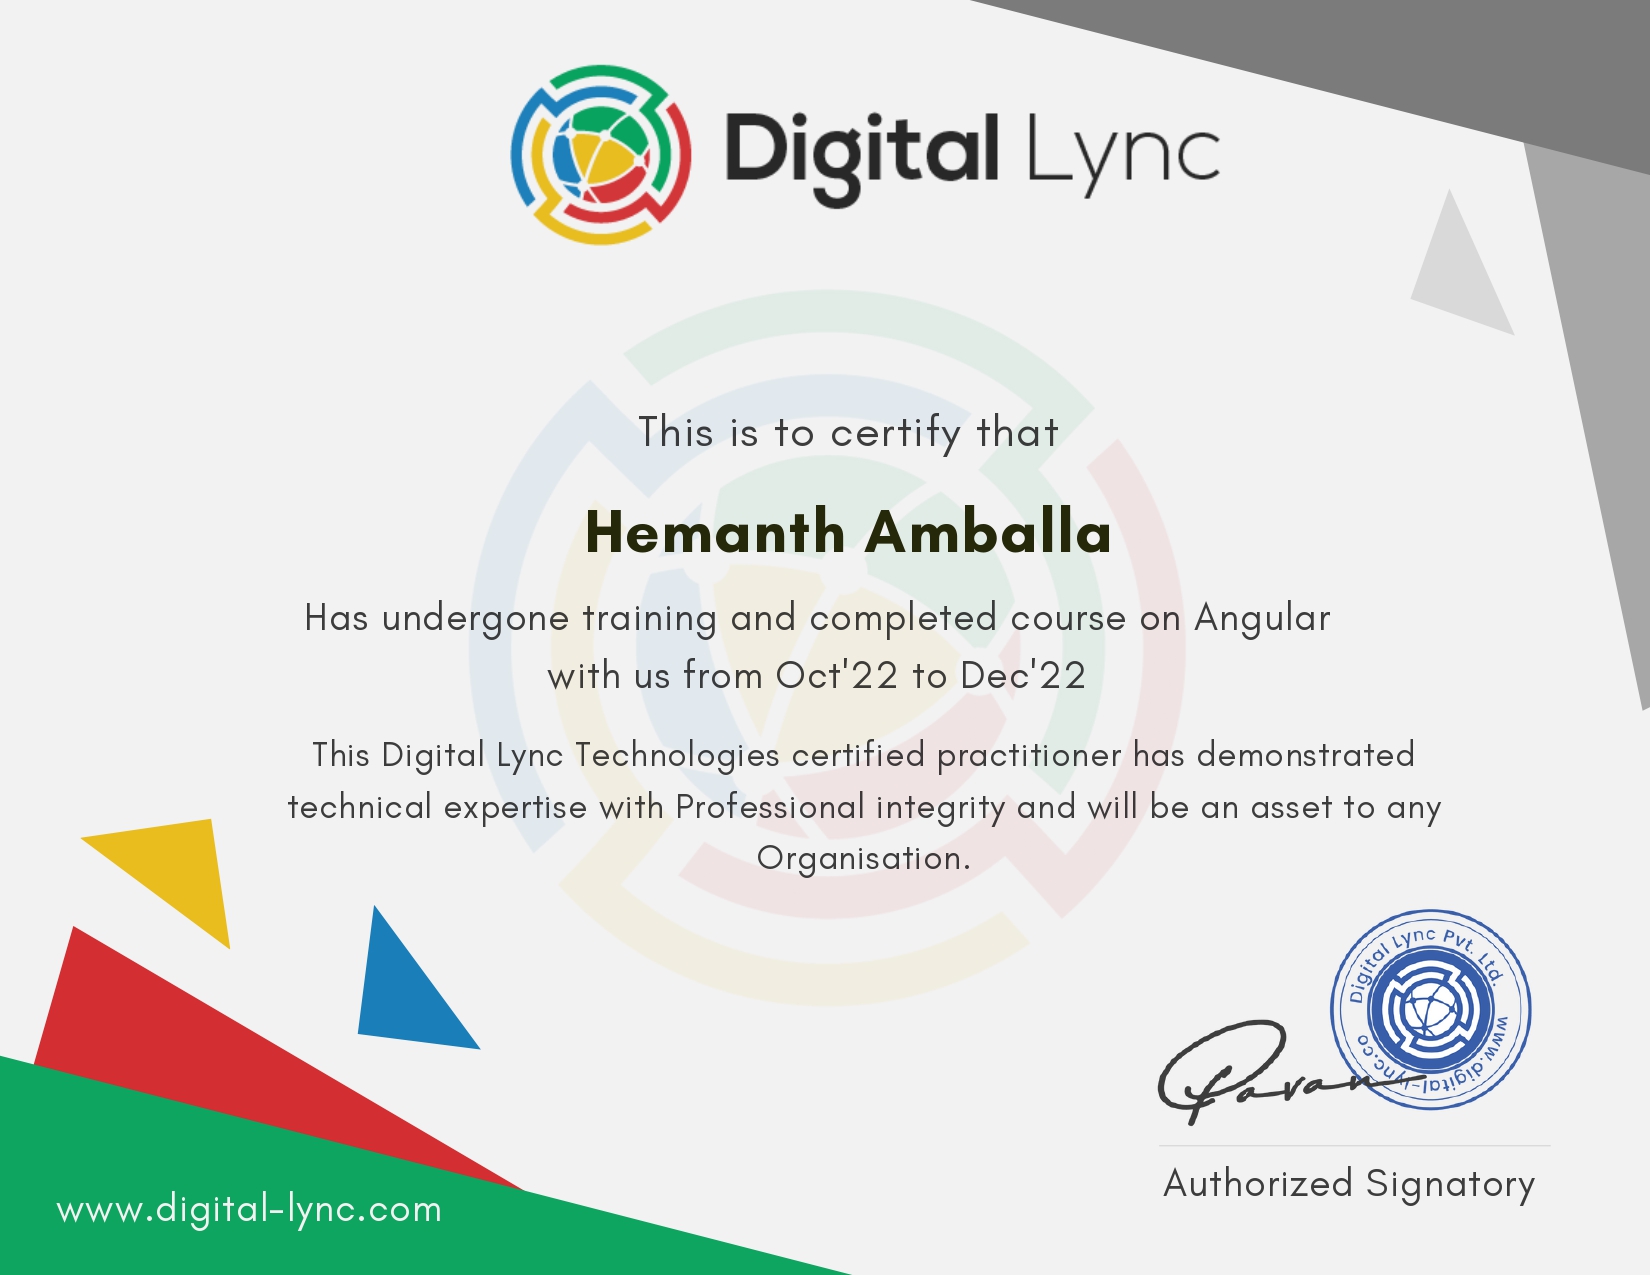 Digital Lync
This is to certify that
Hemanth Amballa
Has undergone training and completed course on Angular
with us from Oct'22 to Dec'22
This Digital Lync Technologies certified practitioner has demonstrated
technical expertise with Professional integrity and will be an asset to any
Organisation.
Digital Lync Pvt. Ltd.
www.digital-lync.co
Pavan
Authorized Signatory
www.digital-lync.com